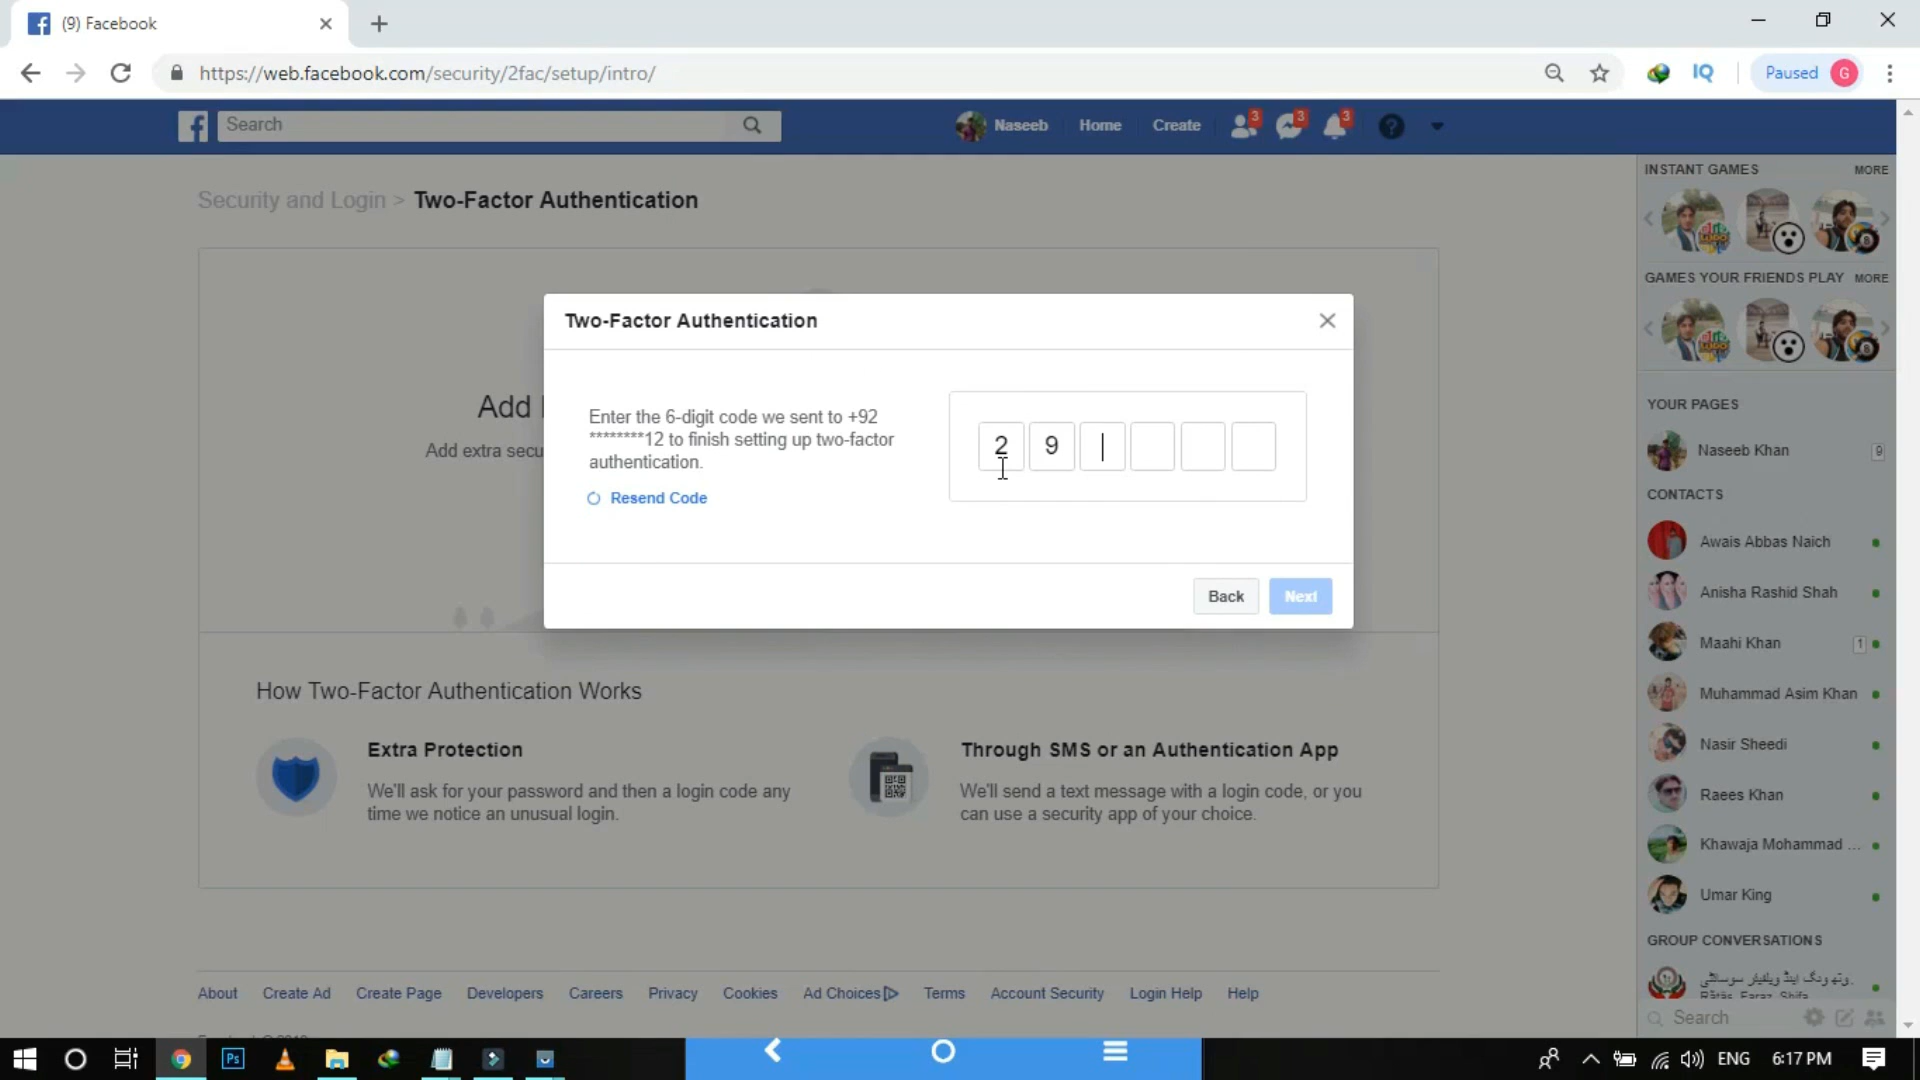 (9) Facebook
https://web.facebook.com/security/2fac/setup/intro/
IQ
Paused G
Search
Naseeb Home Create 3 3 3
Security and Login > Two-Factor Authentication
INSTANT GAMES MORE
GAMES YOUR FRIENDS PLAY MORE
Add
Add extra secu
Two-Factor Authentication
Enter the 6-digit code we sent to +92
********12 to finish setting up two-factor
authentication.
Resend Code
2 9
Back Next
How Two-Factor Authentication Works
Extra Protection
We'll ask for your password and then a login code any
time we notice an unusual login.
Through SMS or an Authentication App
We'll send a text message with a login code, or you
can use a security app of your choice.
YOUR PAGES
Naseeb Khan 9
CONTACTS
Awais Abbas Naich
Anisha Rashid Shah
Maahi Khan 1
Muhammad Asim Khan
Nasir Sheedi
Raees Khan
Khawaja Mohammad ...
Umar King
GROUP CONVERSATIONS
Search
About Create Ad Create Page Developers Careers Privacy Cookies Ad Choices Terms Account Security Login Help Help
Ps
ENG 6:17 PM